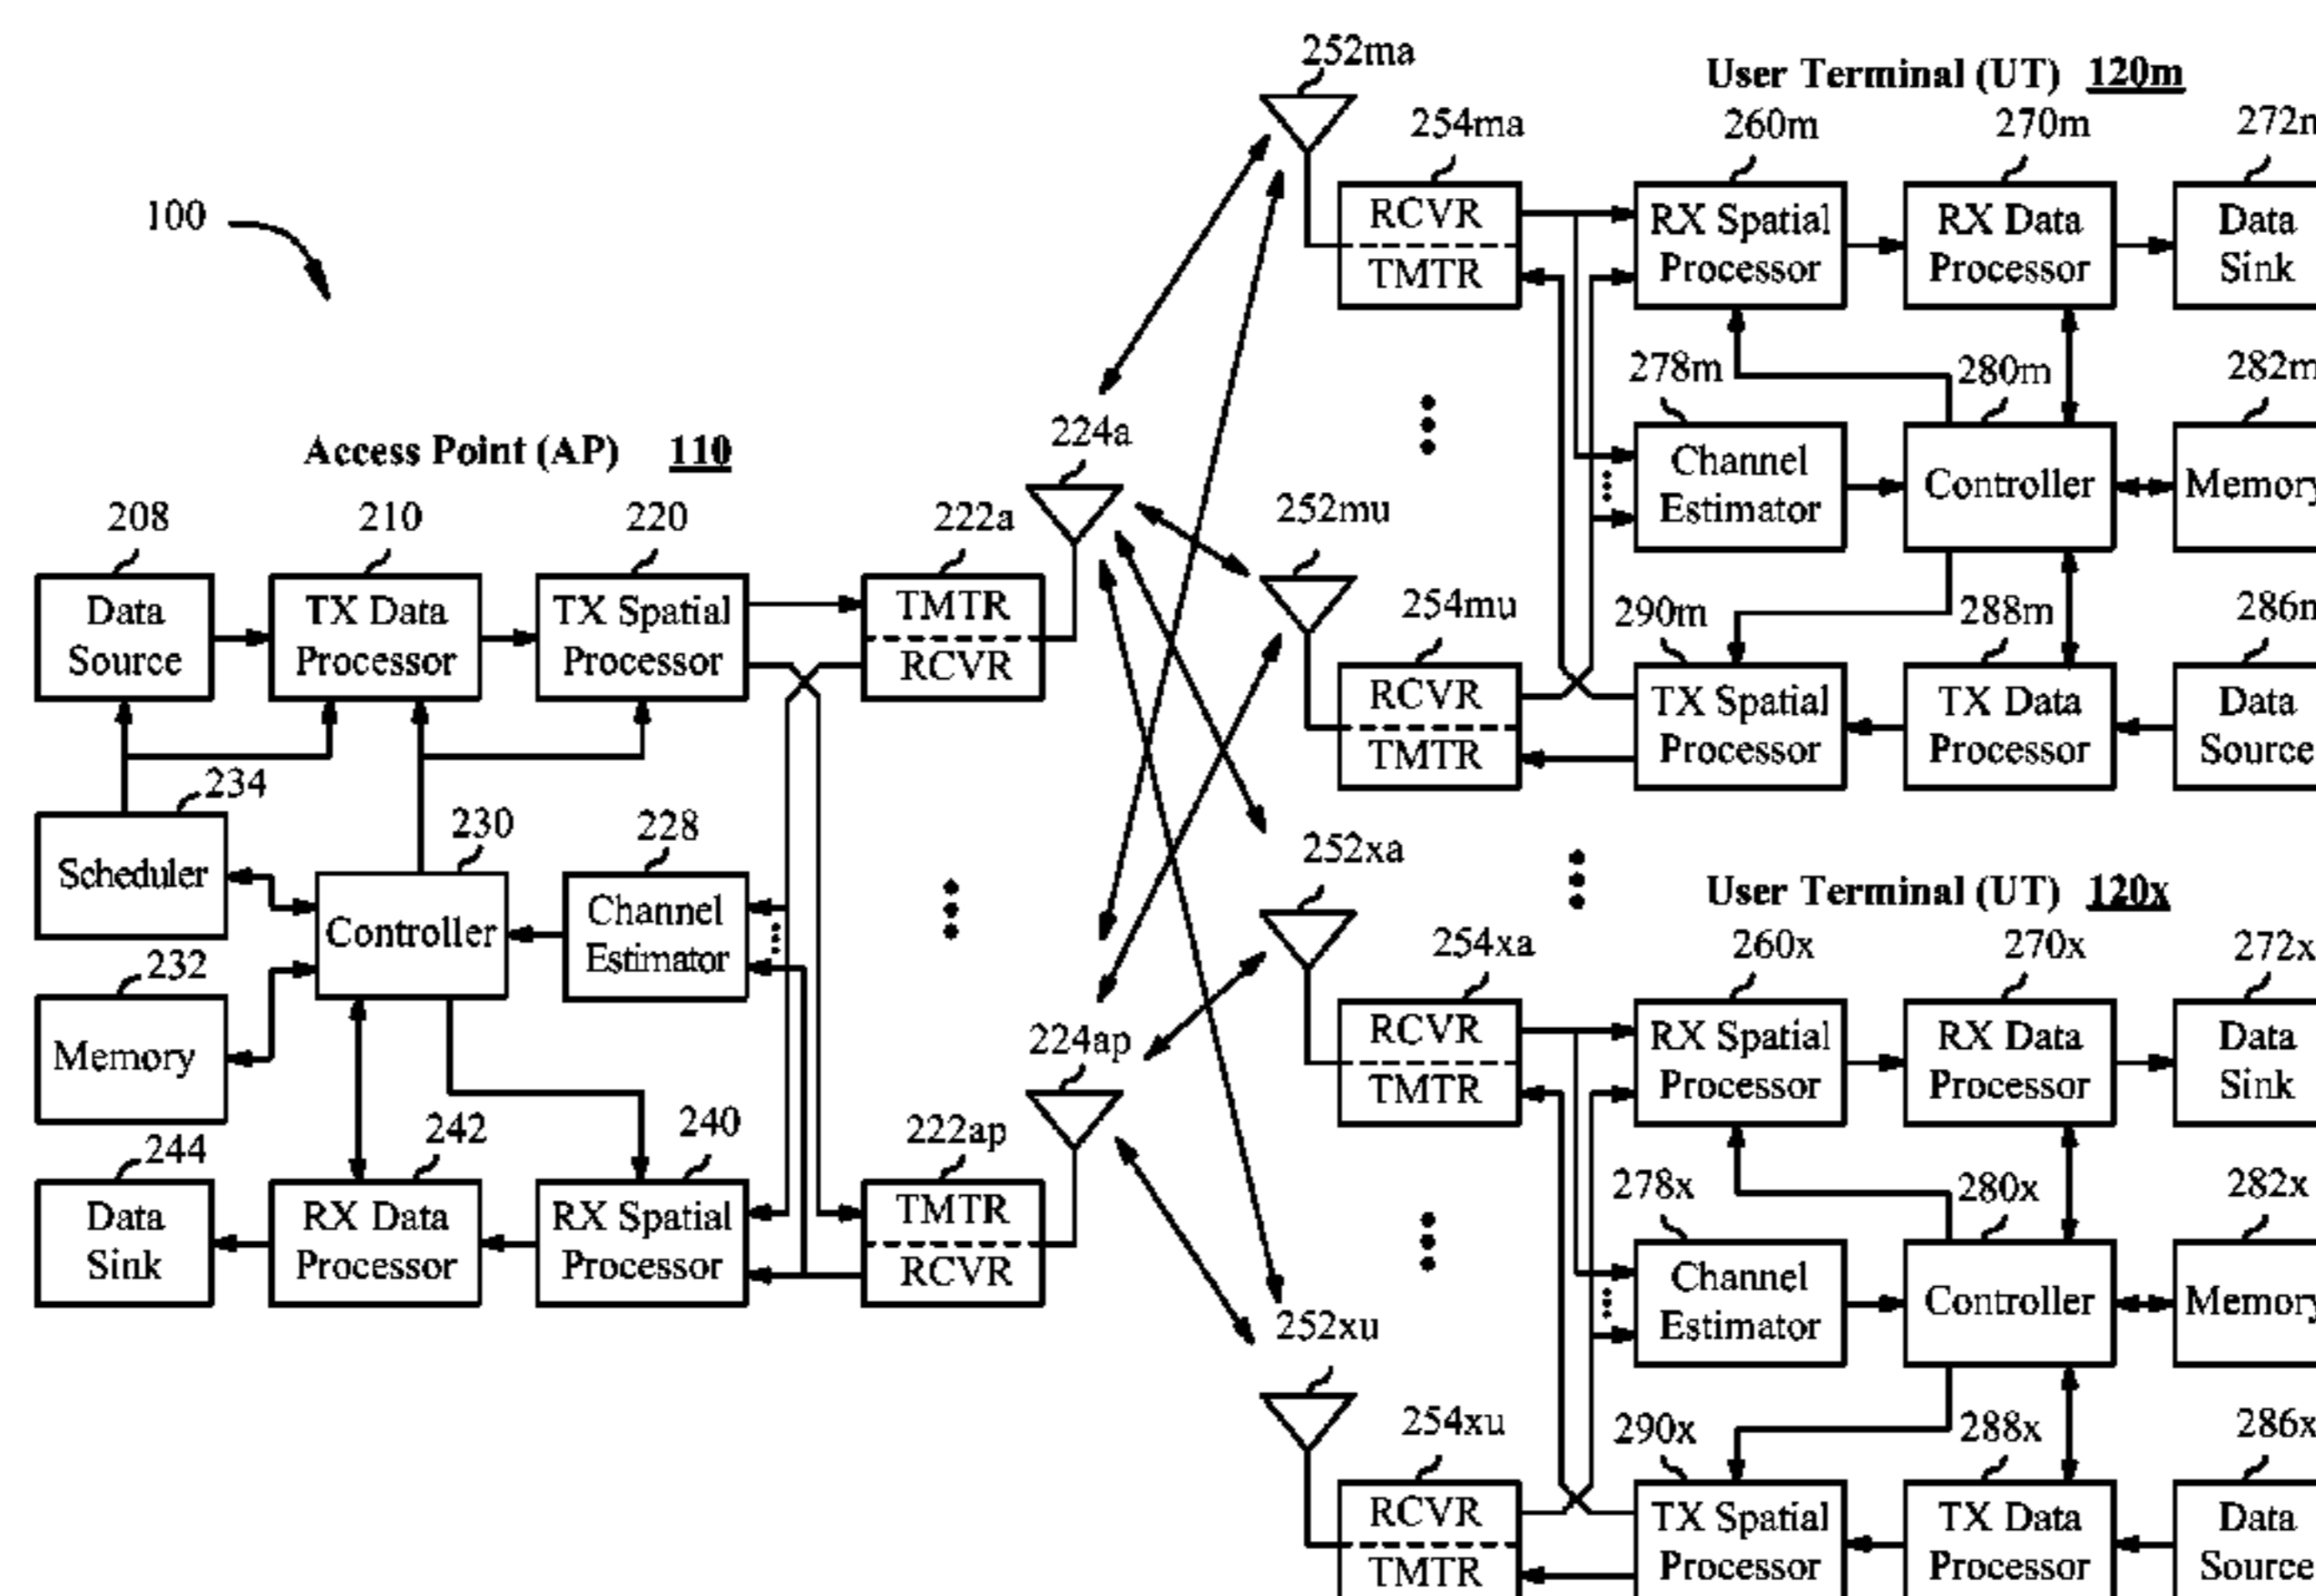 100
Access Point (AP) 110
208
210
220
222a
224a
Data
Source
TX Data
Processor
TX Spatial
Processor
TMTR
RCVR
234
Scheduler
230
Controller
228
Channel
Estimator
232
Memory
244
Data
Sink
242
RX Data
Processor
240
RX Spatial
Processor
222ap
TMTR
RCVR
224ap
252ma
252mu
252xa
252xu
User Terminal (UT) 120m
254ma
RCVR
TMTR
260m
RX Spatial
Processor
270m
RX Data
Processor
272m
Data
Sink
278m
Channel
Estimator
280m
Controller
282m
Memory
254mu
RCVR
TMTR
290m
TX Spatial
Processor
288m
TX Data
Processor
286m
Data
Source
User Terminal (UT) 120x
254xa
RCVR
TMTR
260x
RX Spatial
Processor
270x
RX Data
Processor
272x
Data
Sink
278x
Channel
Estimator
280x
Controller
282x
Memory
254xu
RCVR
TMTR
290x
TX Spatial
Processor
288x
TX Data
Processor
286x
Data
Source